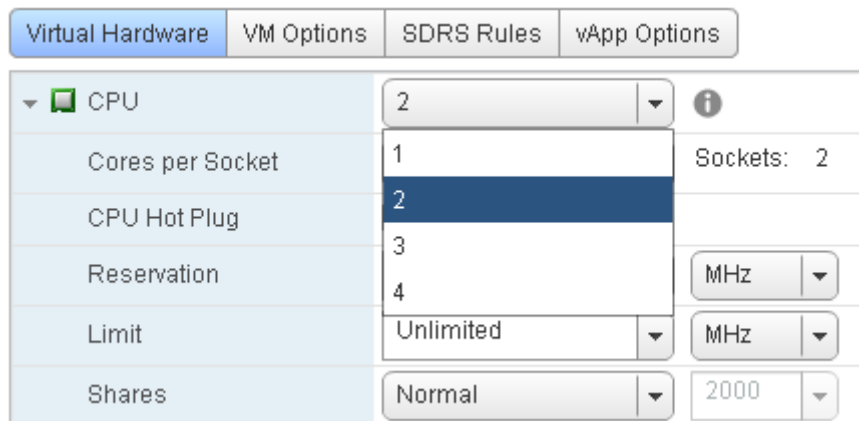 Virtual Hardware VM Options SDRS Rules vApp Options
CPU 2
1
Cores per Socket Sockets: 2
2
CPU Hot Plug
3
Reservation MHz
4
Limit Unlimited MHz
Shares Normal 2000